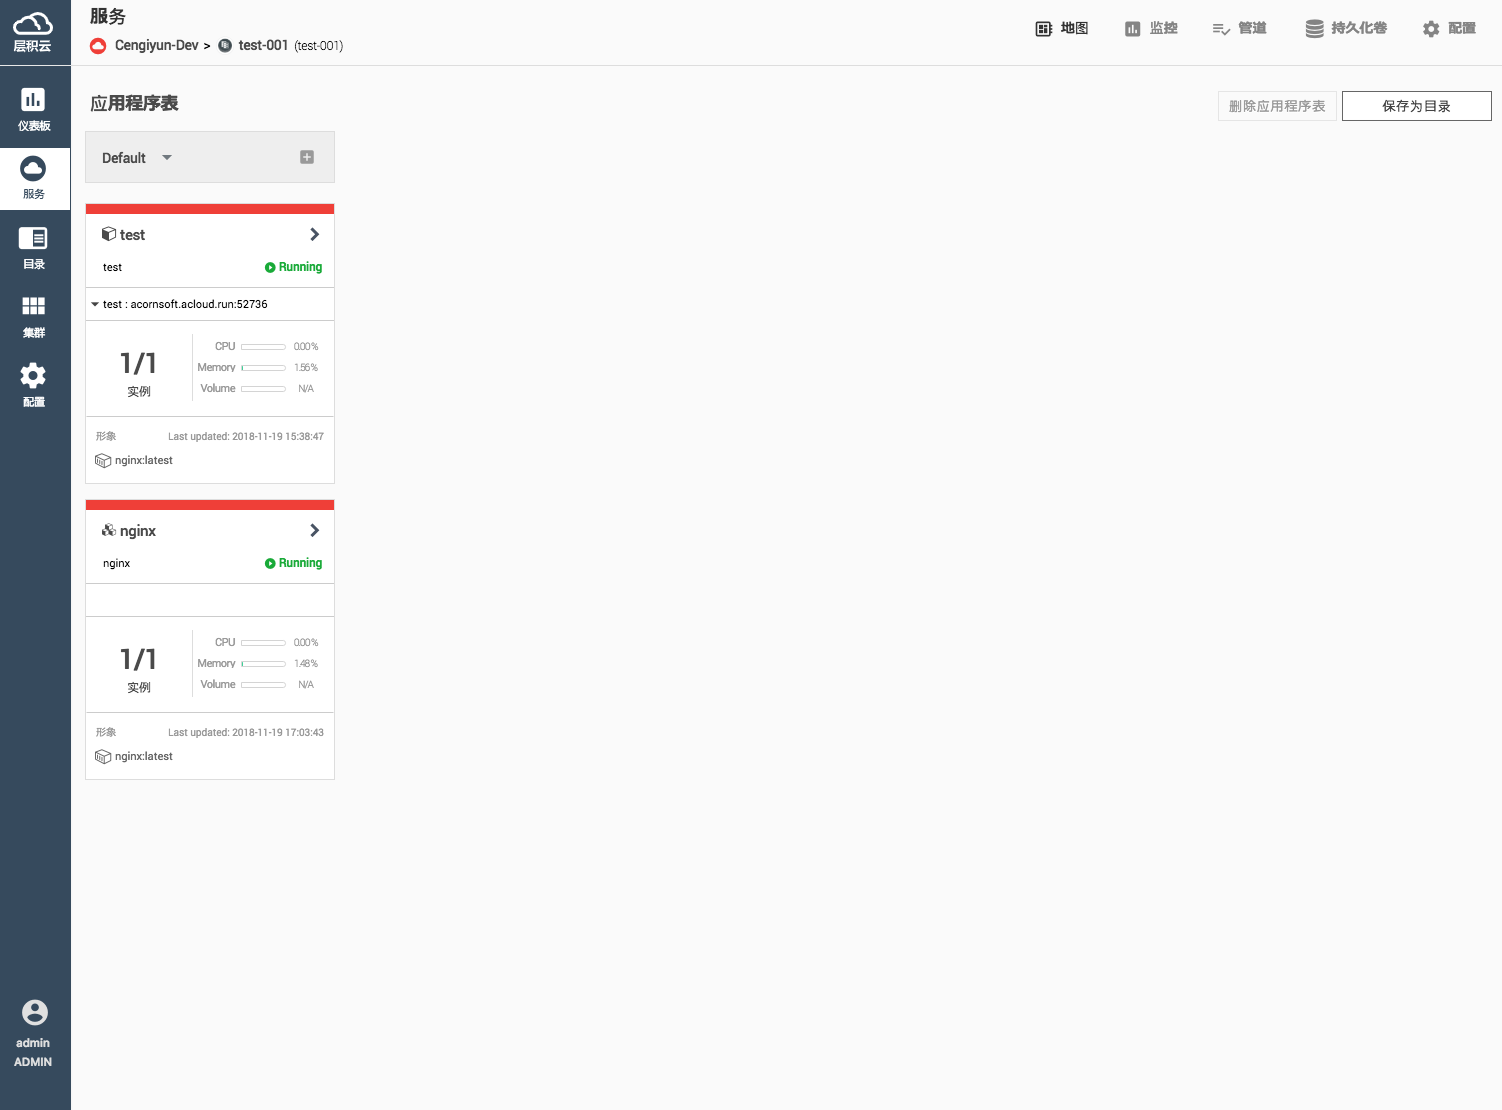 层积云
服务
Cengiyun-Dev > test-001 (test-001)
地图
监控
管道
持久化卷
配置
仪表板
服务
目录
集群
配置
admin
ADMIN
应用程序表
删除应用程序表
保存为目录
Default
test
test
Running
test : acornsoft.acloud.run:52736
1/1
实例
CPU 0.00%
Memory 1.56%
Volume N/A
形象
Last updated: 2018-11-19 15:38:47
nginx:latest
nginx
nginx
Running
1/1
实例
CPU 0.00%
Memory 1.48%
Volume N/A
形象
Last updated: 2018-11-19 17:03:43
nginx:latest